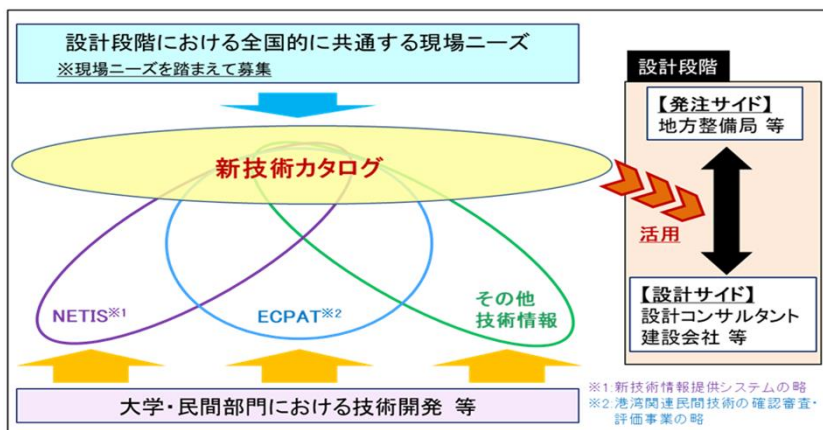 設計段階における全国的に共通する現場ニーズ
※現場ニーズを踏まえて募集
新技術カタログ
NETIS※1
ECPAT※2
その他
技術情報
大学・民間部門における技術開発 等
活用
設計段階
【発注サイド】
地方整備局 等
【設計サイド】
設計コンサルタント
建設会社 等
※1:新技術情報提供システムの略
※2:港湾関連民間技術の確認審査・
評価事業の略